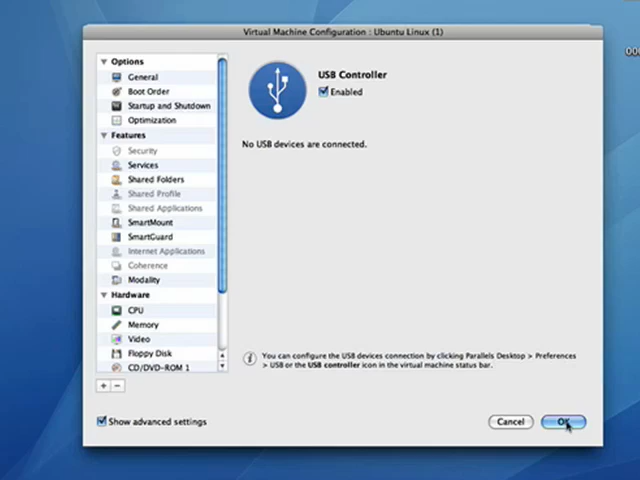 Virtual Machine Configuration : Ubuntu Linux (1)
Options
General
Boot Order
Startup and Shutdown
Optimization
Features
Security
Services
Shared Folders
Shared Profile
Shared Applications
SmartMount
SmartGuard
Internet Applications
Coherence
Modality
Hardware
CPU
Memory
Video
Floppy Disk
CD/DVD-ROM 1
USB Controller
Enabled
No USB devices are connected.
You can configure the USB devices connection by clicking Parallels Desktop > Preferences
> USB or the USB controller icon in the virtual machine status bar.
Show advanced settings
Cancel
OK